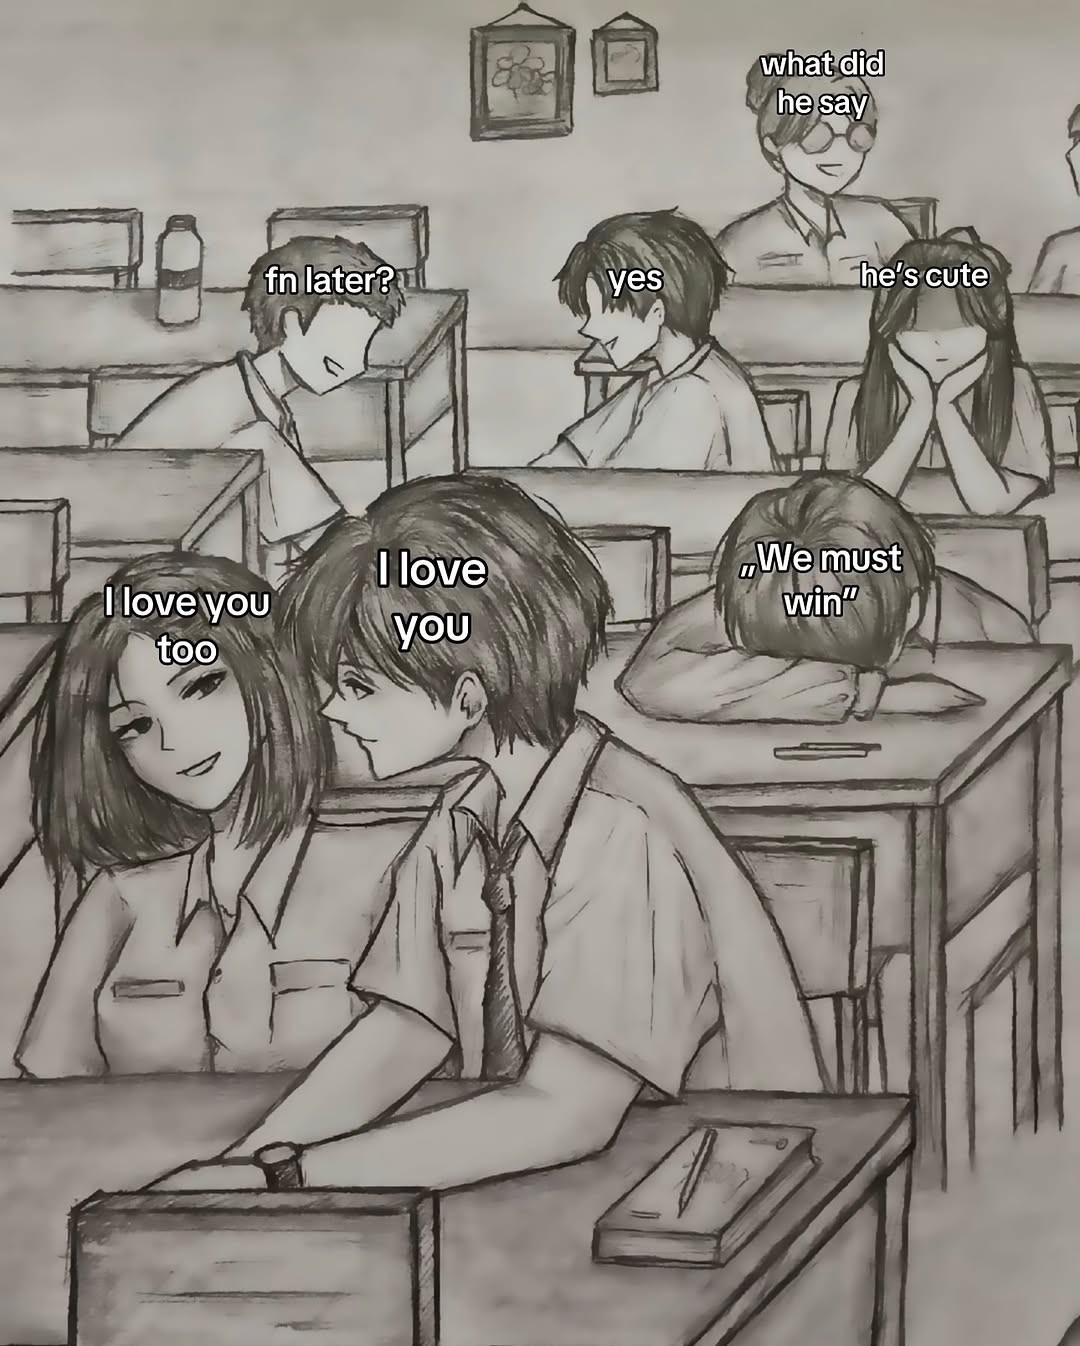 what did
he say
fn later?
yes
he's cute
I love you
too
I love
you
„We must
win”